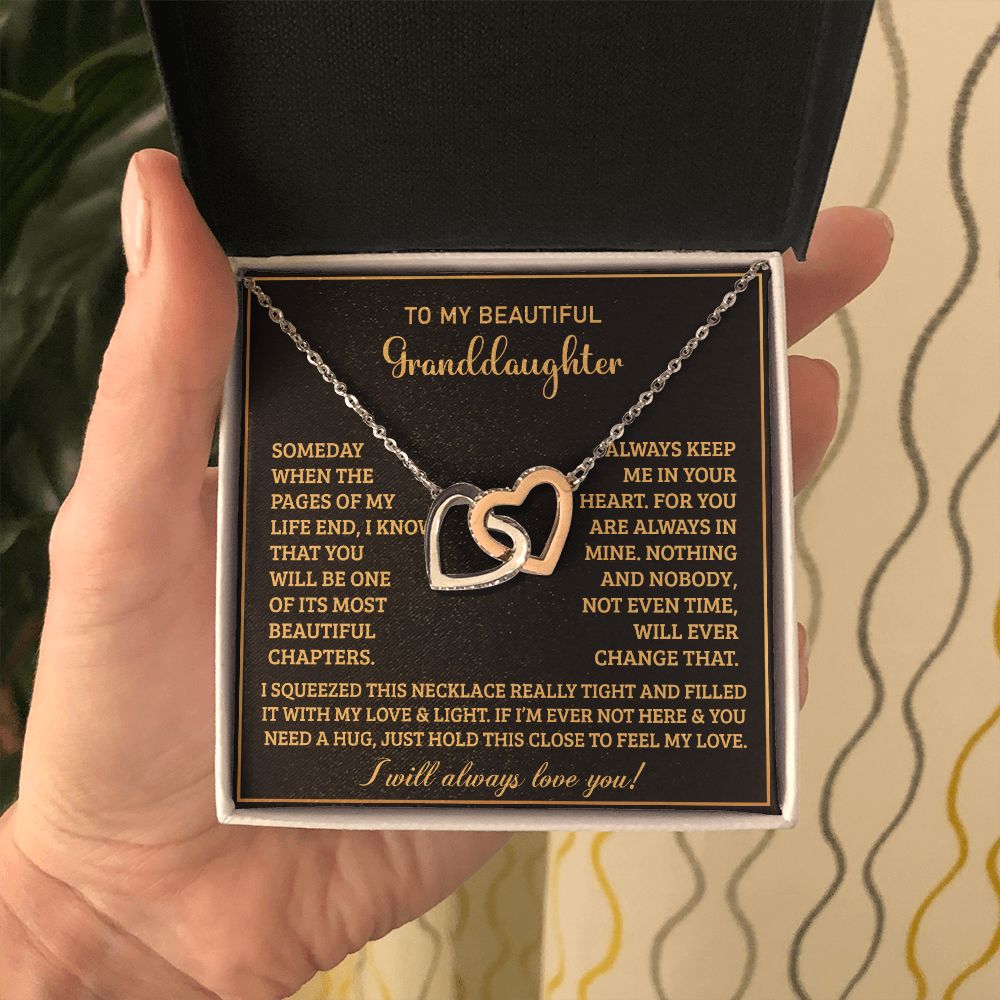 TO MY BEAUTIFUL
Granddaughter
SOMEDAY
WHEN THE
PAGES OF MY
LIFE END, I KNOW
THAT YOU
WILL BE ONE
OF ITS MOST
BEAUTIFUL
CHAPTERS.
ALWAYS KEEP
ME IN YOUR
HEART. FOR YOU
ARE ALWAYS IN
MINE. NOTHING
AND NOBODY,
NOT EVEN TIME,
WILL EVER
CHANGE THAT.
I SQUEEZED THIS NECKLACE REALLY TIGHT AND FILLED
IT WITH MY LOVE & LIGHT. IF I'M EVER NOT HERE & YOU
NEED A HUG, JUST HOLD THIS CLOSE TO FEEL MY LOVE.
I will always love you!